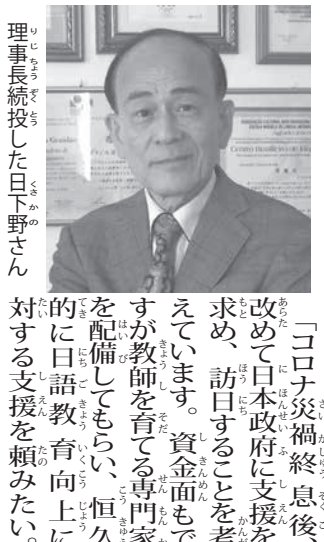 理事長続投した日下野さん
「コロナ災禍終息後、
改めて日本政府に支援を
求め、訪日することを考
えています。資金面もで
すが教師を育てる専門家
を配備してもらい、恒久
的に日語教育向上に
対する支援を頼みたい。